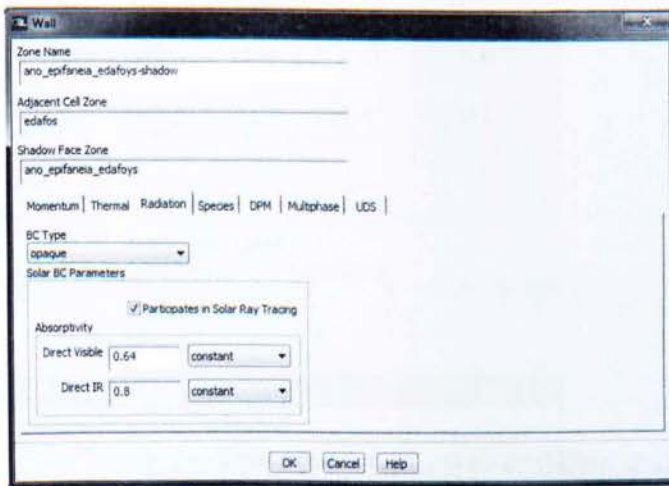 Wall
Zone Name
ano_epifaneia_edafoys-shadow
Adjacent Cell Zone
edafos
Shadow Face Zone
ano_epifaneia_edafoys
Momentum Thermal Radiation Species DPM Multiphase UDS
BC Type
opaque
Solar BC Parameters
Participates in Solar Ray Tracing
Absorptivity
Direct Visible 0.64 constant
Direct IR 0.8 constant
OK Cancel Help